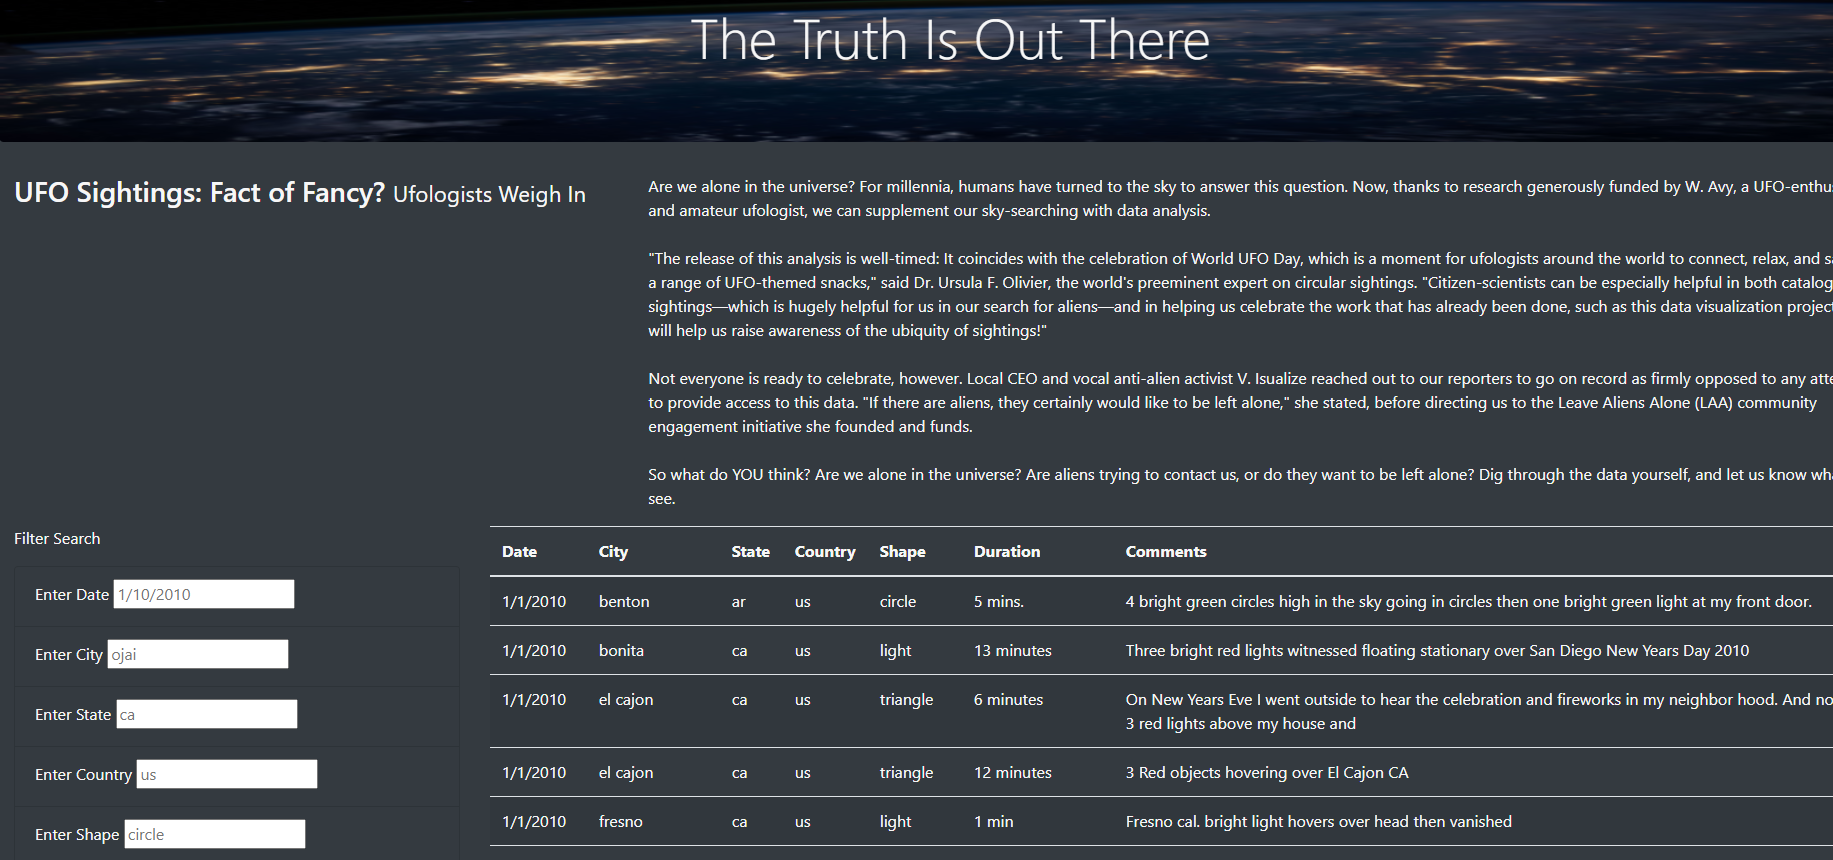 The Truth Is Out There
UFO Sightings: Fact of Fancy? Ufologists Weigh In
Are we alone in the universe? For millennia, humans have turned to the sky to answer this question. Now, thanks to research generously funded by W. Avy, a
and amateur ufologist, we can supplement our sky-searching with data analysis.
"The release of this analysis is well-timed: It coincides with the celebration of World UFO Day, which is a moment for ufologists around the world to connect, relax, and
a range of UFO-themed snacks," said Dr. Ursula F. Olivier, the world's preeminent expert on circular sightings. "Citizen-scientists can be especially helpful in both
sightings—which is hugely helpful for us in our search for aliens—and in helping us celebrate the work that has already been done, such as this data visualization project
will help us raise awareness of the ubiquity of sightings!"
Not everyone is ready to celebrate, however. Local CEO and vocal anti-alien activist V. Isualize reached out to our reporters to go on record as firmly opposed to any
to provide access to this data. "If there are aliens, they certainly would like to be left alone," she stated, before directing us to the Leave Aliens Alone (LAA) community
engagement initiative she founded and funds.
So what do YOU think? Are we alone in the universe? Are aliens trying to contact us, or do they want to be left alone? Dig through the data yourself, and let us know
see.
Filter Search
Enter Date 1/10/2010
Enter City ojai
Enter State ca
Enter Country us
Enter Shape circle
Date City State Country Shape Duration Comments
1/1/2010 benton ar us circle 5 mins. 4 bright green circles high in the sky going in circles then one bright green light at my front door.
1/1/2010 bonita ca us light 13 minutes Three bright red lights witnessed floating stationary over San Diego New Years Day 2010
1/1/2010 el cajon ca us triangle 6 minutes On New Years Eve I went outside to hear the celebration and fireworks in my neighbor hood. And
3 red lights above my house and
1/1/2010 el cajon ca us triangle 12 minutes 3 Red objects hovering over El Cajon CA
1/1/2010 fresno ca us light 1 min Fresno cal. bright light hovers over head then vanished